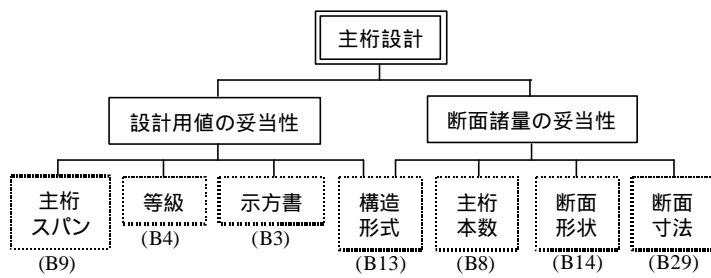 主桁設計
設計用値の妥当性
断面諸量の妥当性
主桁
スパン
(B9)
等級
(B4)
示方書
(B3)
構造
形式
(B13)
主桁
本数
(B8)
断面
形状
(B14)
断面
寸法
(B29)